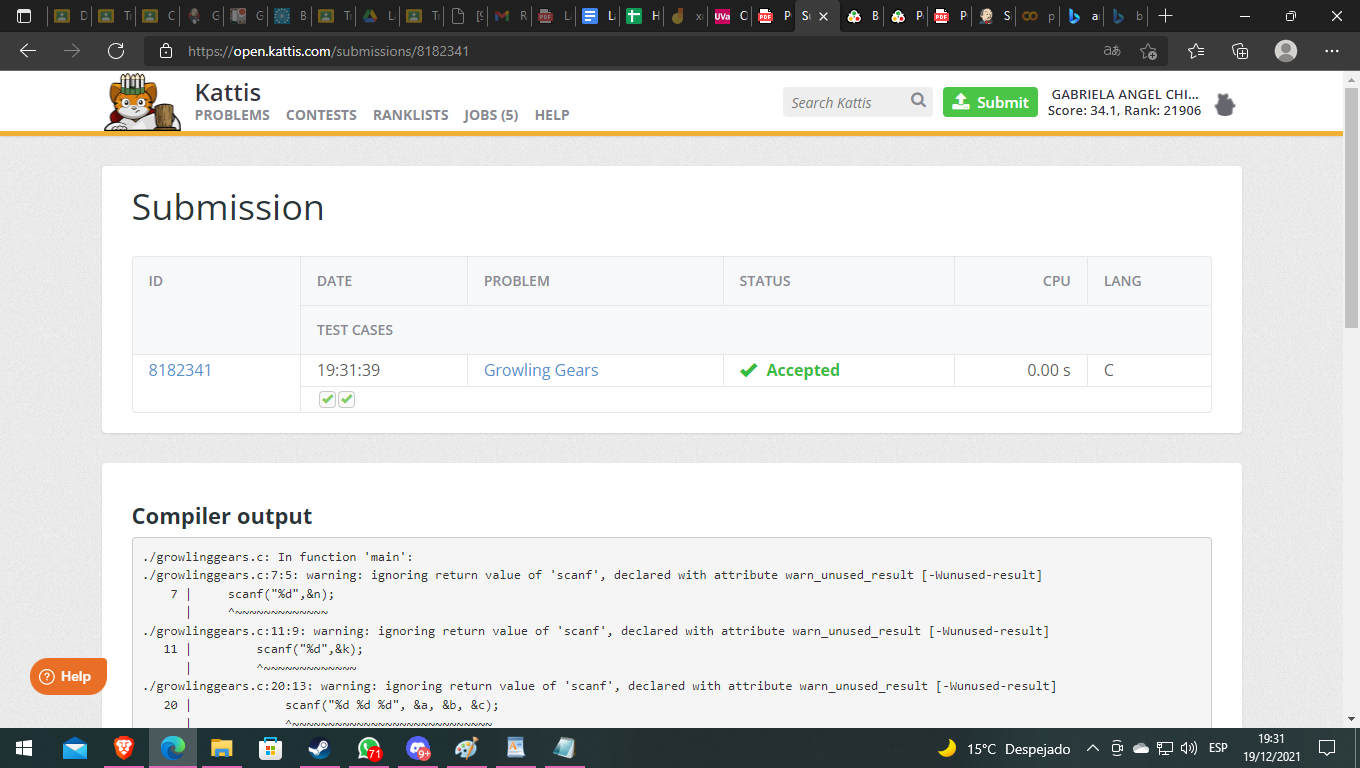 https://open.kattis.com/submissions/8182341
Kattis
PROBLEMS CONTESTS RANKLISTS JOBS (5) HELP
Search Kattis
Submit
GABRIELA ANGEL CHI...
Score: 34.1, Rank: 21906
Submission
ID DATE PROBLEM STATUS CPU LANG
TEST CASES
8182341 19:31:39 Growling Gears Accepted 0.00 s C
Compiler output
./growlinggears.c: In function 'main':
./growlinggears.c:7:5: warning: ignoring return value of 'scanf', declared with attribute warn_unused_result [-Wunused-result]
7 | scanf("%d",&n);
| ^~~~~~~~~~~~~~
./growlinggears.c:11:9: warning: ignoring return value of 'scanf', declared with attribute warn_unused_result [-Wunused-result]
11 | scanf("%d",&k);
| ^~~~~~~~~~~~~~
./growlinggears.c:20:13: warning: ignoring return value of 'scanf', declared with attribute warn_unused_result [-Wunused-result]
20 | scanf("%d %d %d", &a, &b, &c);
| ^~~~~~~~~~~~~~~~~~~~~~~~~~~~~
Help
71
9+
15°C Despejado
ESP
19:31
19/12/2021